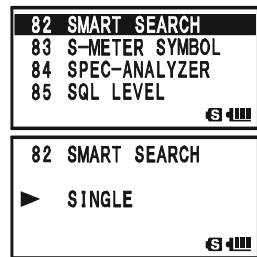 82 SMART SEARCH
83 S-METER SYMBOL
84 SPEC-ANALYZER
85 SQL LEVEL
S
82 SMART SEARCH
▶ SINGLE
S